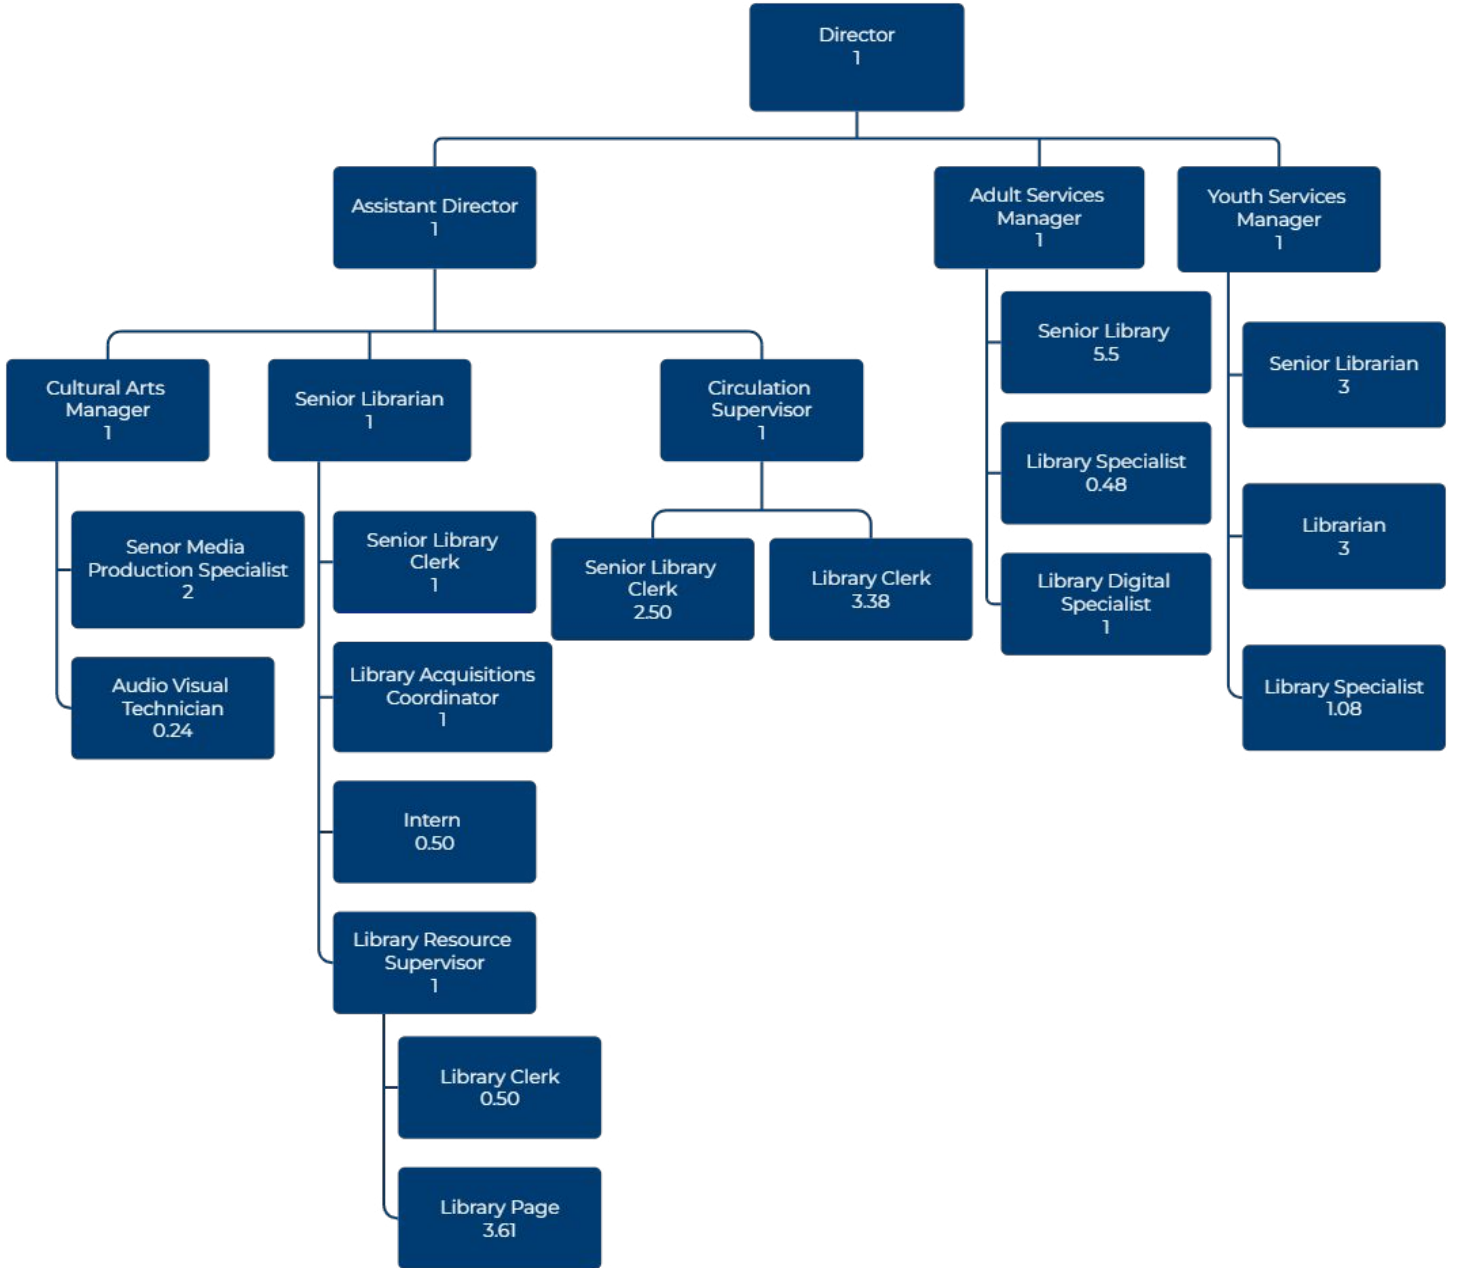 Director
1
Assistant Director
1
Adult Services
Manager
1
Youth Services
Manager
1
Cultural Arts
Manager
1
Senior Librarian
1
Circulation
Supervisor
1
Senior Library
5.5
Senior Librarian
3
Library Specialist
0.48
Librarian
3
Library Digital
Specialist
1
Library Specialist
1.08
Senor Media
Production Specialist
2
Audio Visual
Technician
0.24
Senior Library
Clerk
1
Library Acquisitions
Coordinator
1
Intern
0.50
Library Resource
Supervisor
1
Library Clerk
0.50
Library Page
3.61
Senior Library
Clerk
2.50
Library Clerk
3.38